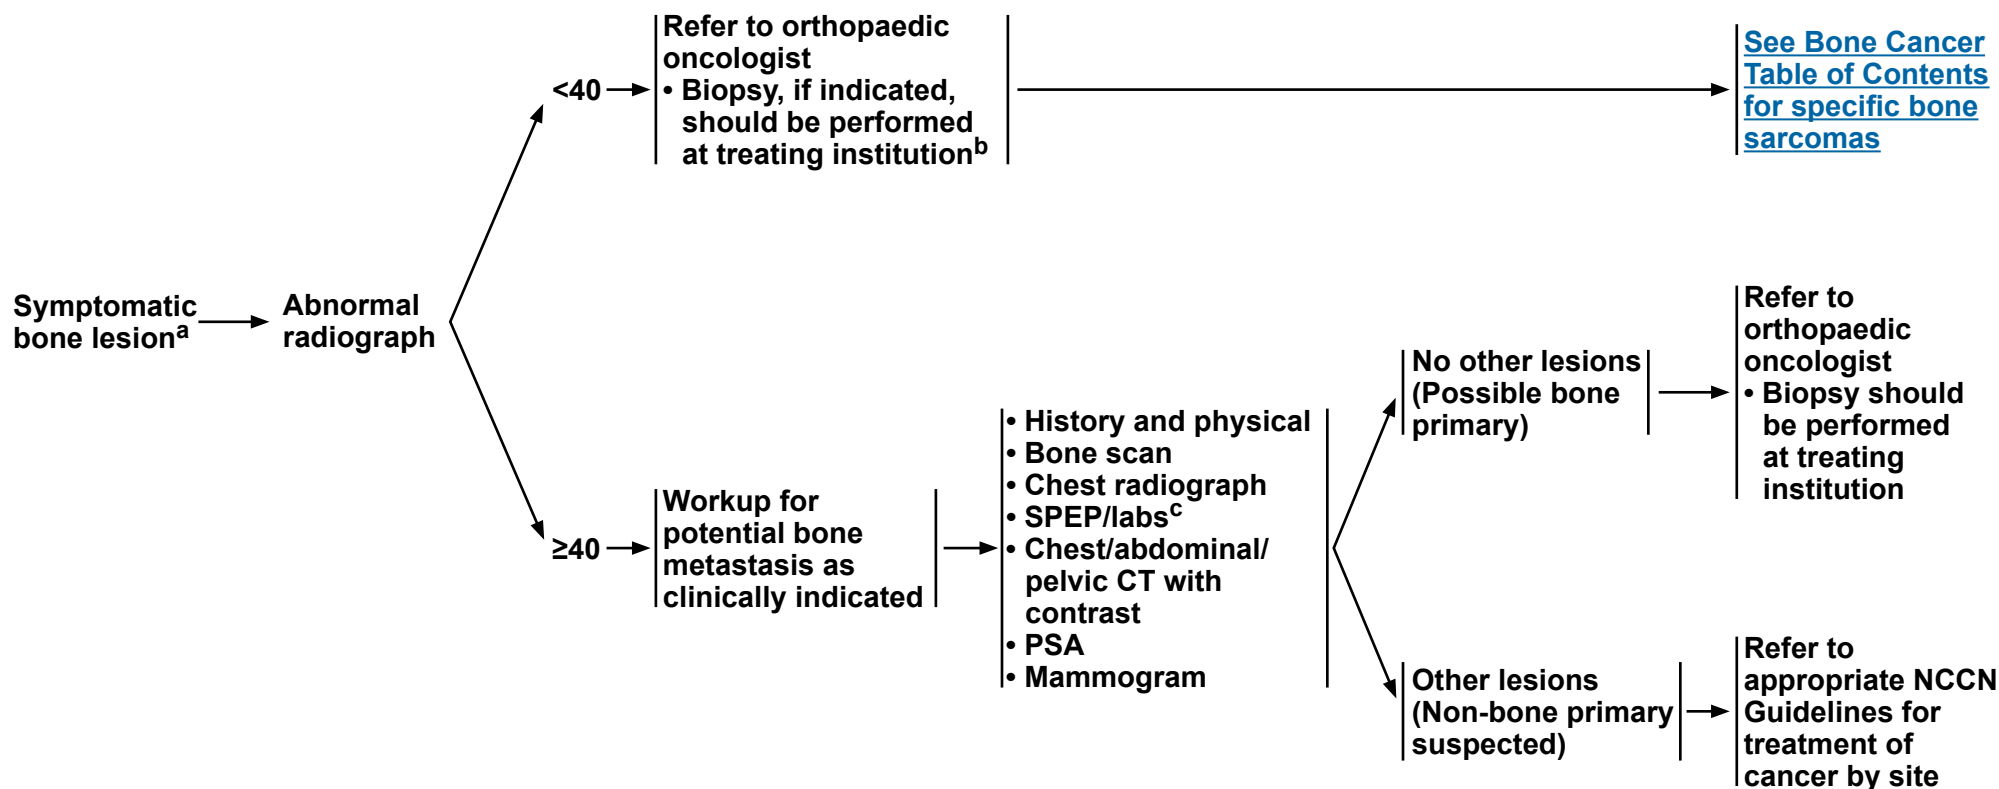 Symptomatic
bone lesionᵃ
Abnormal
radiograph
<40
Refer to orthopaedic
oncologist
• Biopsy, if indicated,
should be performed
at treating institutionᵇ
See Bone Cancer
Table of Contents
for specific bone
sarcomas
≥40
Workup for
potential bone
metastasis as
clinically indicated
• History and physical
• Bone scan
• Chest radiograph
• SPEP/labsᶜ
• Chest/abdominal/
pelvic CT with
contrast
• PSA
• Mammogram
No other lesions
(Possible bone
primary)
Refer to
orthopaedic
oncologist
• Biopsy should
be performed
at treating
institution
Other lesions
(Non-bone primary
suspected)
Refer to
appropriate NCCN
Guidelines for
treatment of
cancer by site